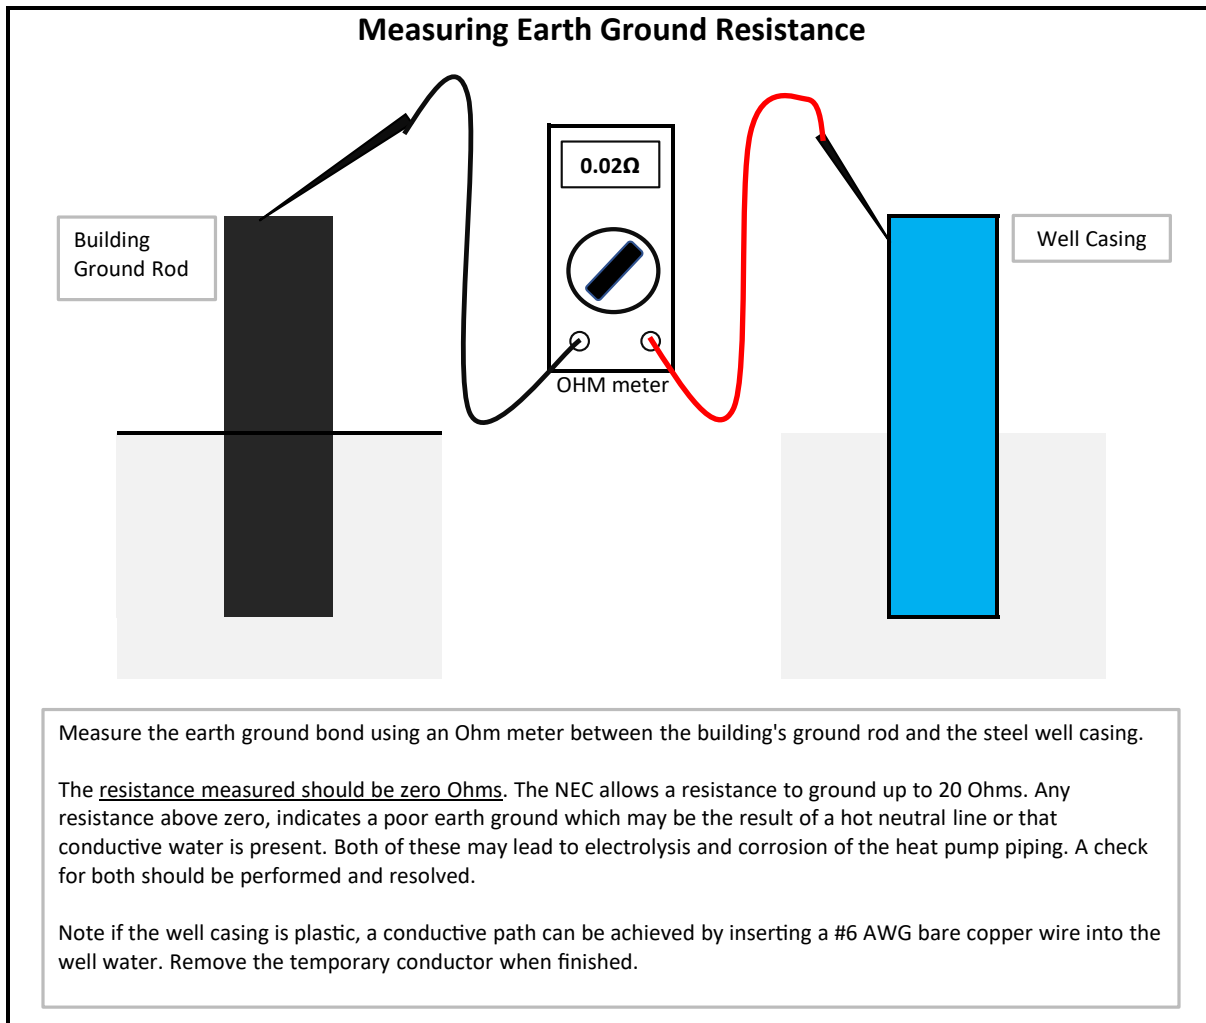 Measuring Earth Ground Resistance
0.02Ω
Building
Ground Rod
Well Casing
OHM meter
Measure the earth ground bond using an Ohm meter between the building's ground rod and the steel well casing.
The resistance measured should be zero Ohms. The NEC allows a resistance to ground up to 20 Ohms. Any
resistance above zero, indicates a poor earth ground which may be the result of a hot neutral line or that
conductive water is present. Both of these may lead to electrolysis and corrosion of the heat pump piping. A check
for both should be performed and resolved.
Note if the well casing is plastic, a conductive path can be achieved by inserting a #6 AWG bare copper wire into the
well water. Remove the temporary conductor when finished.